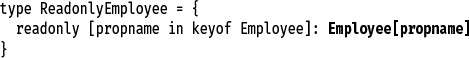 type ReadonlyEmployee = {
  readonly [propname in keyof Employee]: Employee[propname]
}